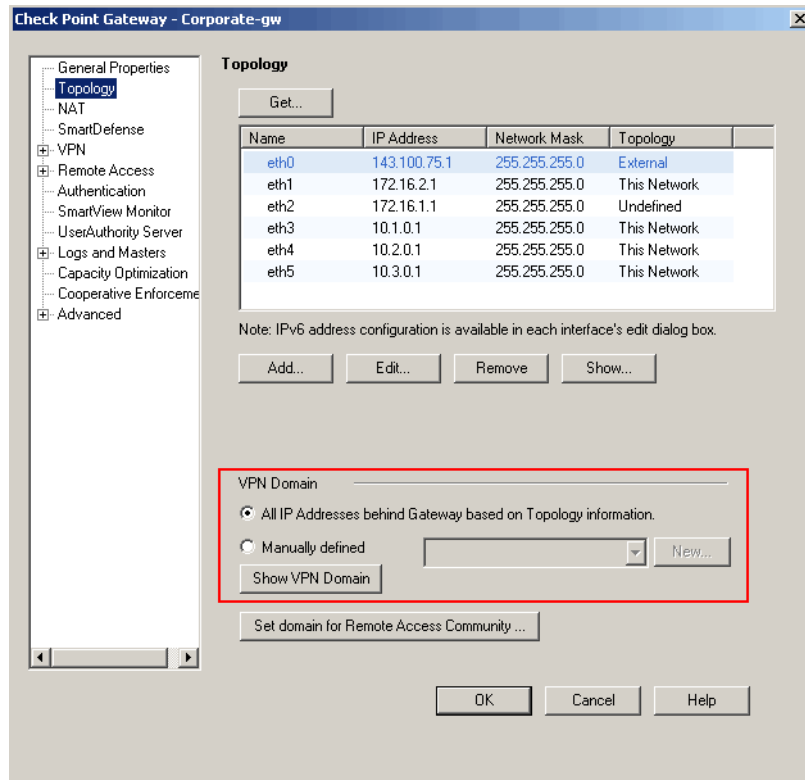 Check Point Gateway - Corporate-gw
General Properties
Topology
NAT
SmartDefense
VPN
Remote Access
Authentication
SmartView Monitor
UserAuthority Server
Logs and Masters
Capacity Optimization
Cooperative Enforceme
Advanced
Topology
Get...
Name IP Address Network Mask Topology
eth0 143.100.75.1 255.255.255.0 External
eth1 172.16.2.1 255.255.255.0 This Network
eth2 172.16.1.1 255.255.255.0 Undefined
eth3 10.1.0.1 255.255.255.0 This Network
eth4 10.2.0.1 255.255.255.0 This Network
eth5 10.3.0.1 255.255.255.0 This Network
Note: IPv6 address configuration is available in each interface's edit dialog box.
Add... Edit... Remove Show...
VPN Domain
All IP Addresses behind Gateway based on Topology information.
Manually defined New...
Show VPN Domain
Set domain for Remote Access Community ...
OK Cancel Help